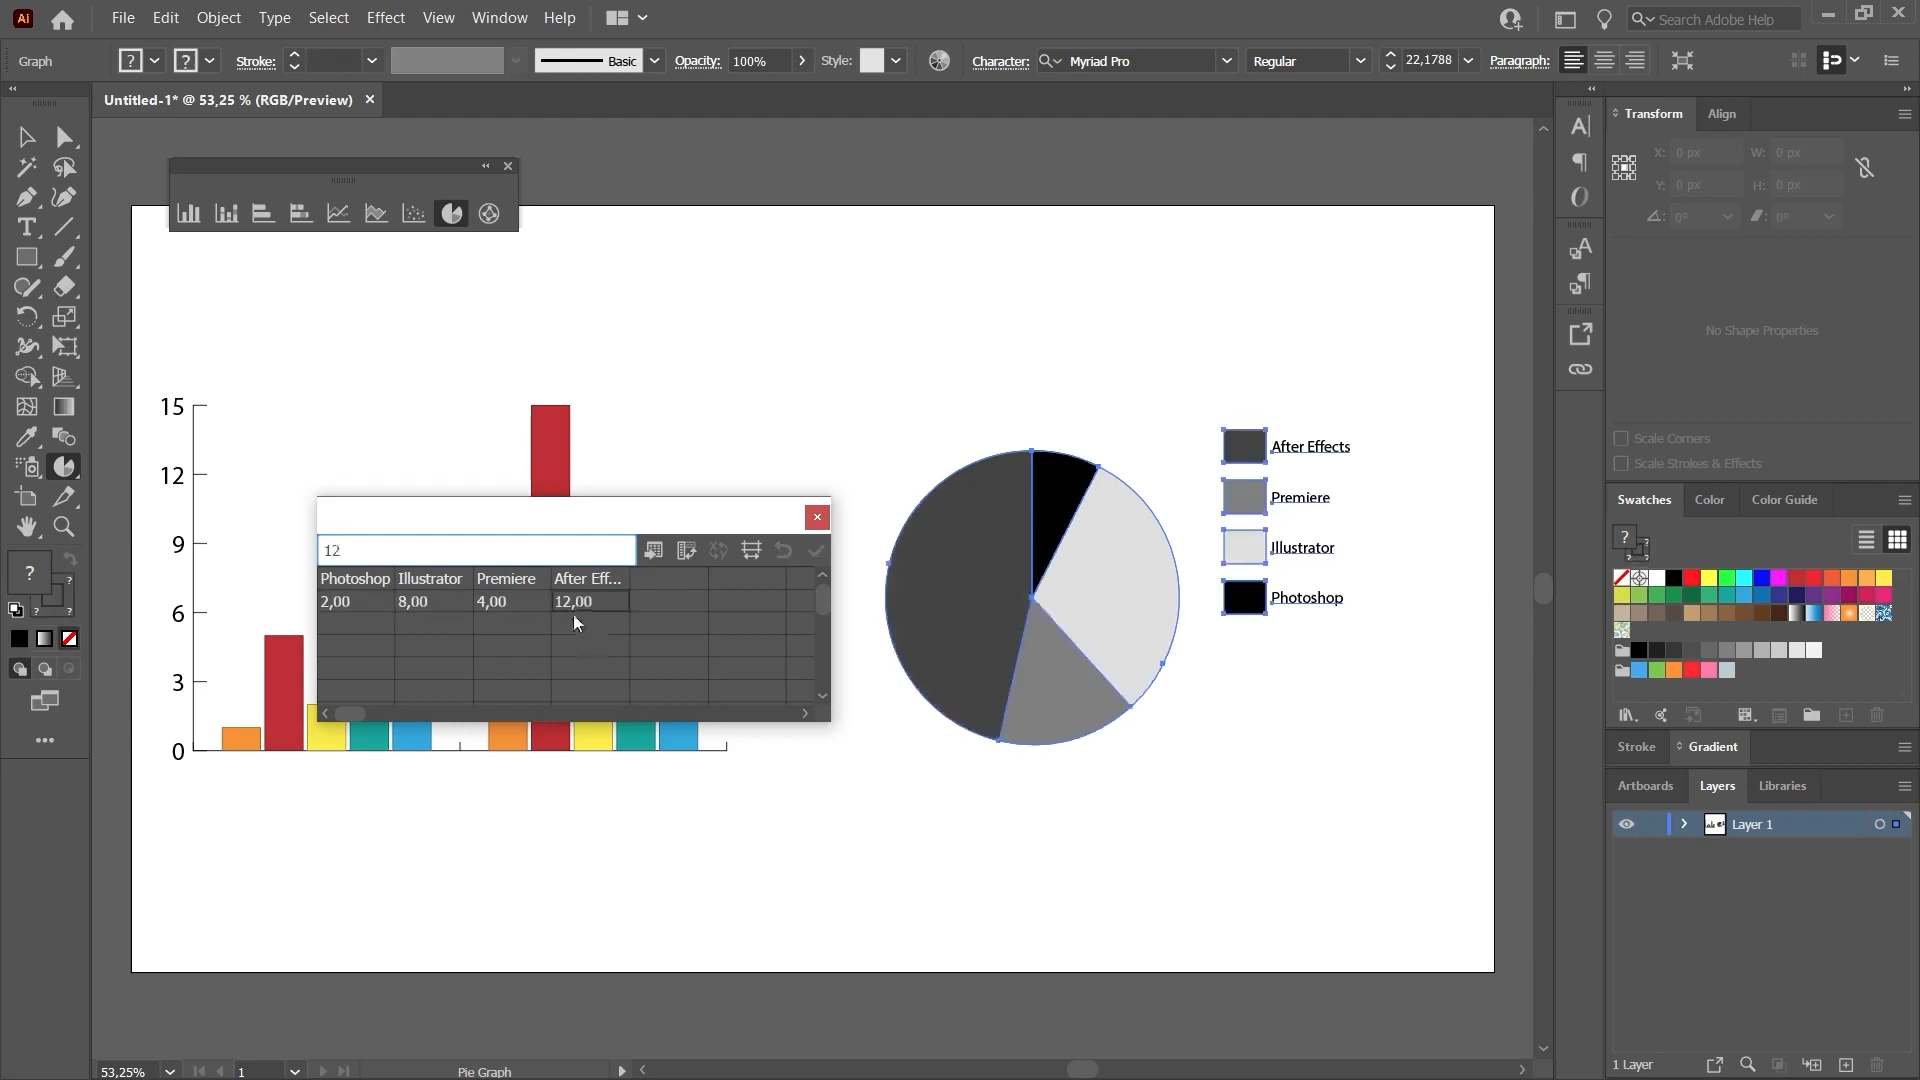 Ai File Edit Object Type Select Effect View Window Help Search Adobe Help
Graph ? ? Stroke: Basic Opacity: 100% Style: Character: Myriad Pro Regular 22,1788 Paragraph:
Untitled-1* @ 53,25 % (RGB/Preview)
Transform Align
X: 0 px W: 0 px
Y: 0 px H: 0 px
0° 0°
No Shape Properties
Scale Corners
Scale Strokes & Effects
15
12
9
6
3
0
12
Photoshop Illustrator Premiere After Eff...
2,00 8,00 4,00 12,00
After Effects
Premiere
Illustrator
Photoshop
Swatches Color Color Guide
?
Stroke Gradient
Artboards Layers Libraries
Layer 1
1 Layer
? ?
? ?
53,25% 1 Pie Graph